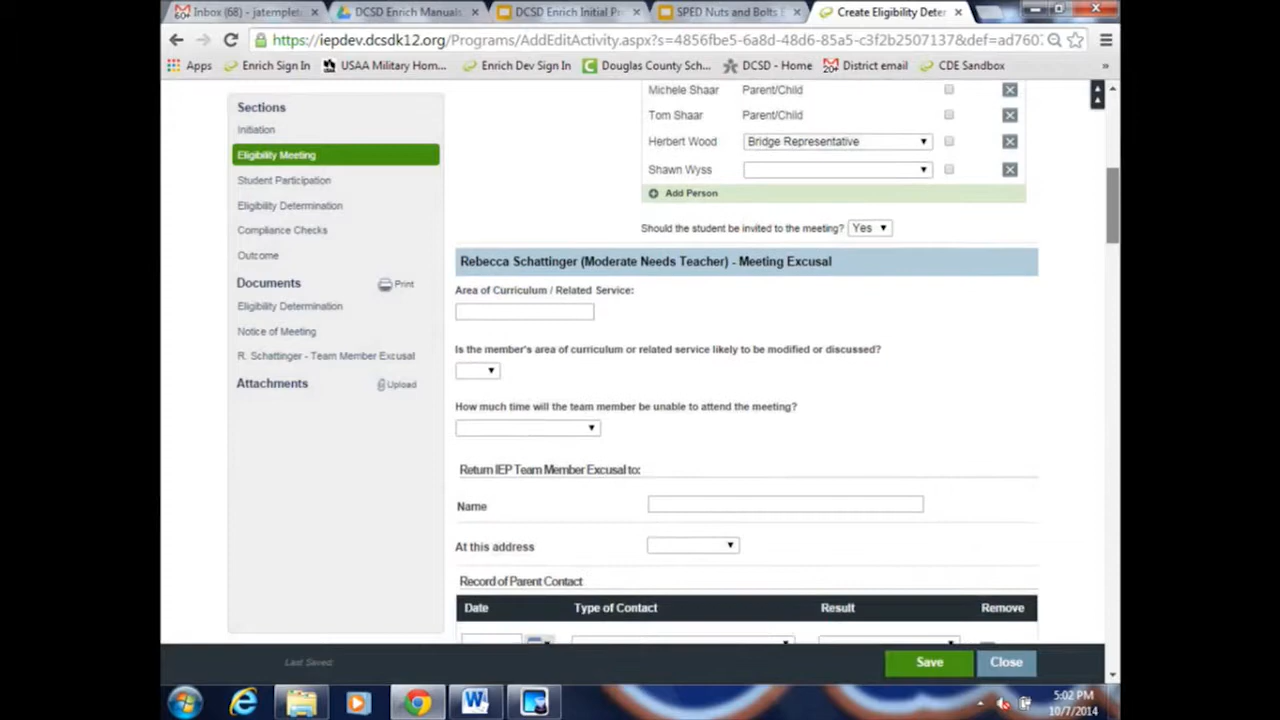 Inbox (68) - jatemplet
DCSD Enrich Manuals
DCSD Enrich Initial Pr
SPED Nuts and Bolts E
Create Eligibility Deter
https://iepdev.dcsdk12.org/Programs/AddEditActivity.aspx?s=4856fbe5-6a8d-48d6-85a5-c3f2b2507137&def=ad7607
Apps
Enrich Sign In
USAA Military Hom...
Enrich Dev Sign In
Douglas County Sch...
DCSD - Home
District email
CDE Sandbox
»
Sections
Initiation
Eligibility Meeting
Student Participation
Eligibility Determination
Compliance Checks
Outcome
Documents Print
Eligibility Determination
Notice of Meeting
R. Schattinger - Team Member Excusal
Attachments Upload
Michele Shaar Parent/Child
Tom Shaar Parent/Child
Herbert Wood Bridge Representative
Shawn Wyss
Add Person
Should the student be invited to the meeting? Yes
Rebecca Schattinger (Moderate Needs Teacher) - Meeting Excusal
Area of Curriculum / Related Service:
Is the member's area of curriculum or related service likely to be modified or discussed?
How much time will the team member be unable to attend the meeting?
Return IEP Team Member Excusal to:
Name
At this address
Record of Parent Contact
Date Type of Contact Result Remove
Last Saved:
Save Close
5:02 PM
10/7/2014